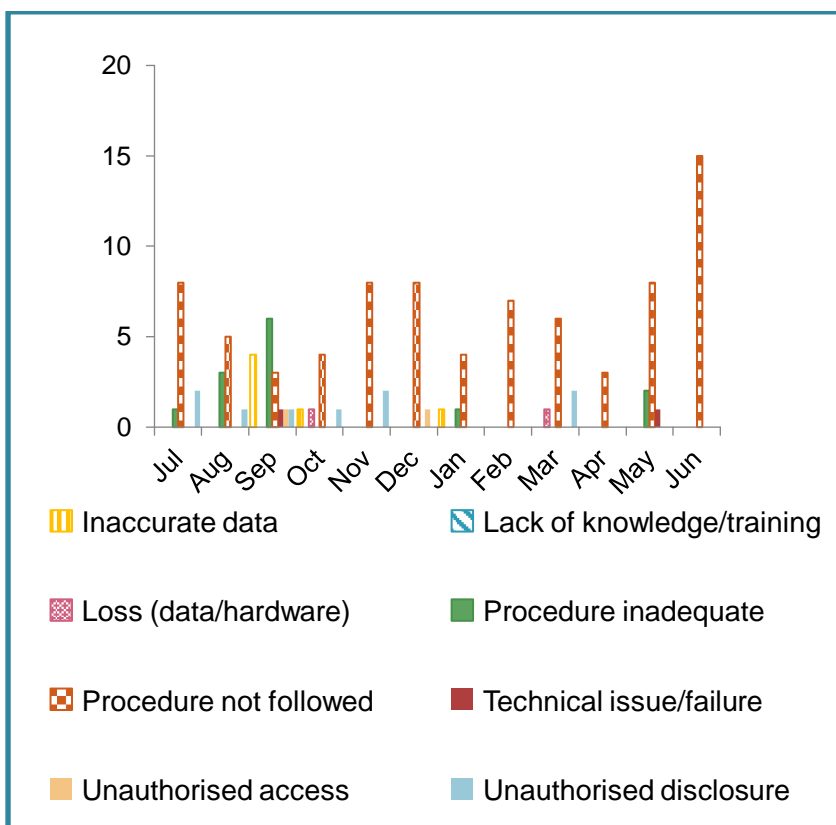 20
15
10
5
0
Jul Aug Sep Oct Nov Dec Jan Feb Mar Apr May Jun
Inaccurate data Lack of knowledge/training
Loss (data/hardware) Procedure inadequate
Procedure not followed Technical issue/failure
Unauthorised access Unauthorised disclosure